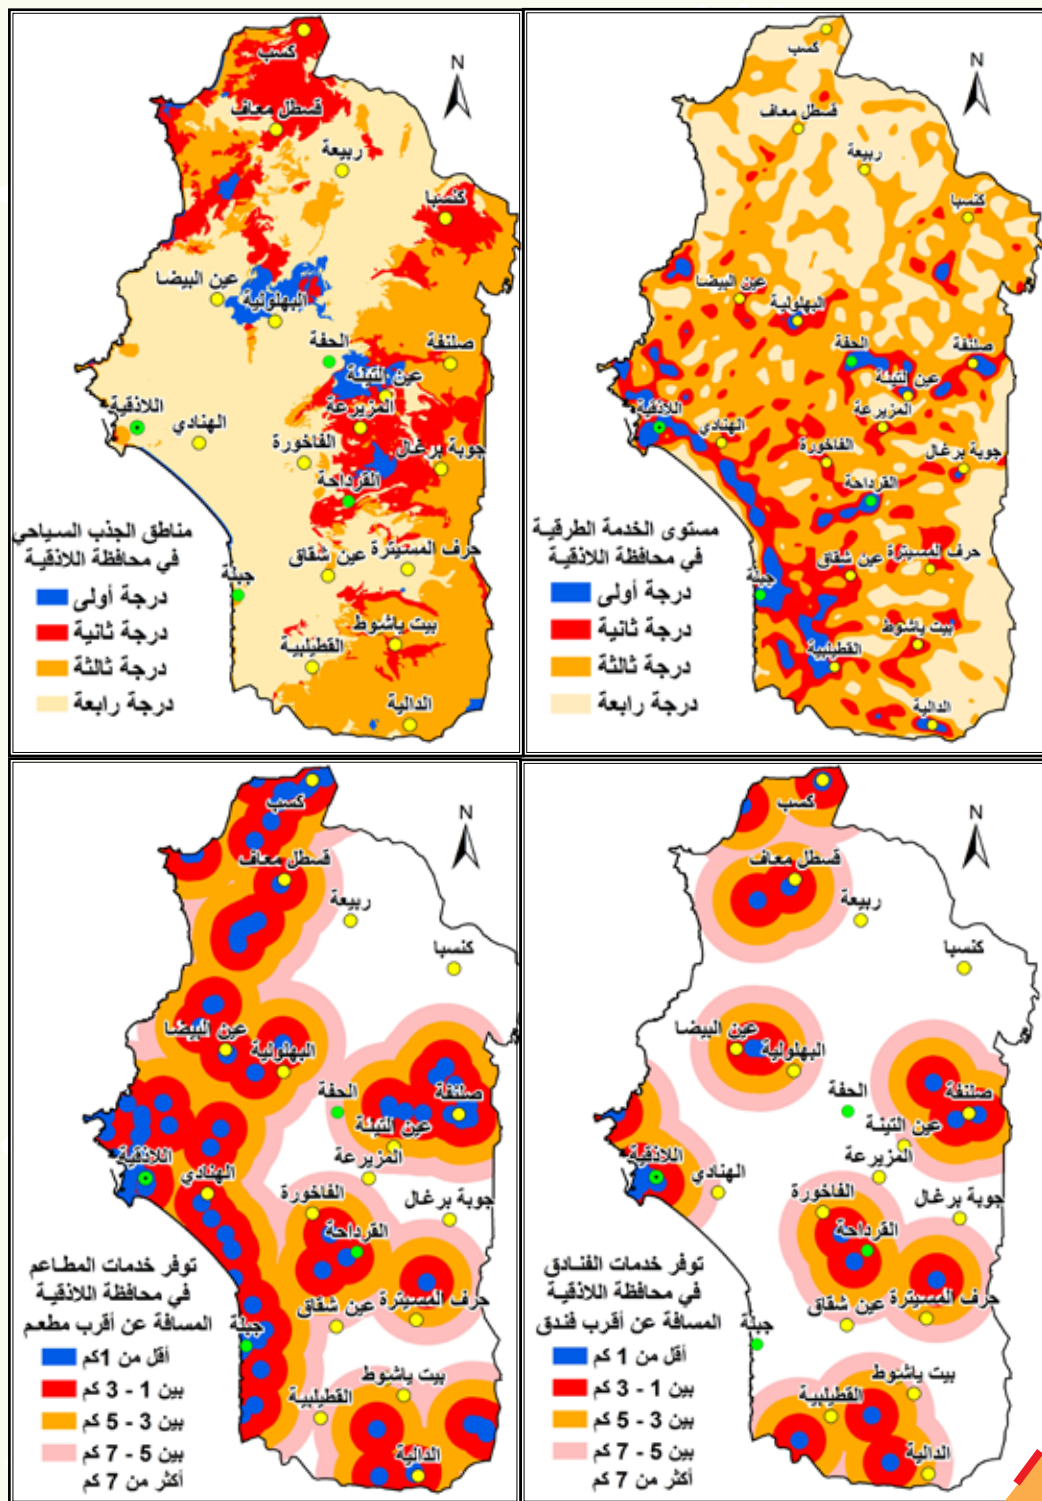 N
كسب
قسطل معاف
ربيعة
كنسبا
عين البيضا
البهلولية
الحفة
صلنفة
عين التينة
المزيرعة
اللاذقية
الهنادي
الفاخورة
جوبة برغال
القرداحة
عين شقاق
حرف المسيترة
جبلة
بيت ياشوط
القطيلبية
الدالية
مناطق الجذب السياحي
في محافظة اللاذقية
درجة أولى
درجة ثانية
درجة ثالثة
درجة رابعة
N
كسب
قسطل معاف
ربيعة
كنسبا
عين البيضا
البهلولية
الحفة
صلنفة
عين التينة
المزيرعة
اللاذقية
الهنادي
الفاخورة
جوبة برغال
القرداحة
عين شقاق
حرف المسيترة
جبلة
بيت ياشوط
القطيلبية
الدالية
مستوى الخدمة الطرقية
في محافظة اللاذقية
درجة أولى
درجة ثانية
درجة ثالثة
درجة رابعة
N
كسب
قسطل معاف
ربيعة
كنسبا
عين البيضا
البهلولية
الحفة
صلنفة
عين التينة
المزيرعة
اللاذقية
الهنادي
الفاخورة
جوبة برغال
القرداحة
عين شقاق
حرف المسيترة
جبلة
بيت ياشوط
القطيلبية
الدالية
توفر خدمات المطاعم
في محافظة اللاذقية
المسافة عن أقرب مطعم
أقل من 1كم
بين 1 - 3 كم
بين 3 - 5 كم
بين 5 - 7 كم
أكثر من 7 كم
N
كسب
قسطل معاف
ربيعة
كنسبا
عين البيضا
البهلولية
الحفة
صلنفة
عين التينة
المزيرعة
اللاذقية
الهنادي
الفاخورة
جوبة برغال
القرداحة
عين شقاق
حرف المسيترة
جبلة
بيت ياشوط
القطيلبية
الدالية
توفر خدمات الفنادق
في محافظة اللاذقية
المسافة عن أقرب فندق
أقل من 1 كم
بين 1 - 3 كم
بين 3 - 5 كم
بين 5 - 7 كم
أكثر من 7 كم